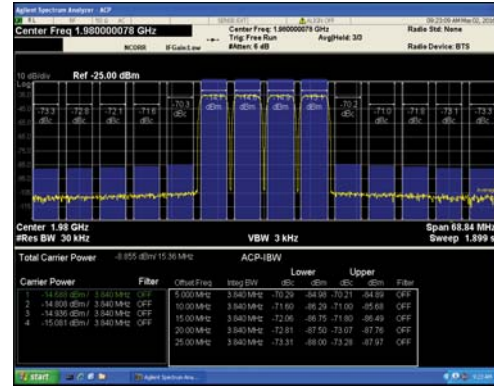 Agilent Spectrum Analyzer - ACP
Center Freq 1.980000078 GHz
Center Freq: 1.980000078 GHz
Trig: Free Run
Avg|Hold: 3/3
#Atten: 6 dB
Radio Std: None
Radio Device: BTS
NCORR
IFGain:Low
10 dB/div
Ref -25.00 dBm
Log
-73.3 dBc
-72.8 dBc
-72.1 dBc
-71.6 dBc
-70.3 dBc
-70.2 dBc
-71.0 dBc
-71.8 dBc
-73.1 dBc
-73.3 dBc
Center 1.98 GHz
#Res BW 30 kHz
VBW 3 kHz
Span 68.84 MHz
Sweep 1.899 s
Total Carrier Power -8.855 dBm/ 15.36 MHz
ACP-IBW
Lower Upper
Carrier Power Filter Offset Freq Integ BW dBc dBm dBc dBm Filter
1 -14.688 dBm / 3.840 MHz OFF 5.000 MHz 3.840 MHz -70.29 -84.98 -70.21 -84.89 OFF
2 -14.808 dBm / 3.840 MHz OFF 10.00 MHz 3.840 MHz -71.60 -86.29 -71.00 -85.68 OFF
3 -14.936 dBm / 3.840 MHz OFF 15.00 MHz 3.840 MHz -72.06 -86.75 -71.80 -86.49 OFF
4 -15.081 dBm / 3.840 MHz OFF 20.00 MHz 3.840 MHz -72.81 -87.50 -73.07 -87.76 OFF
25.00 MHz 3.840 MHz -73.31 -88.00 -73.28 -87.97 OFF
start